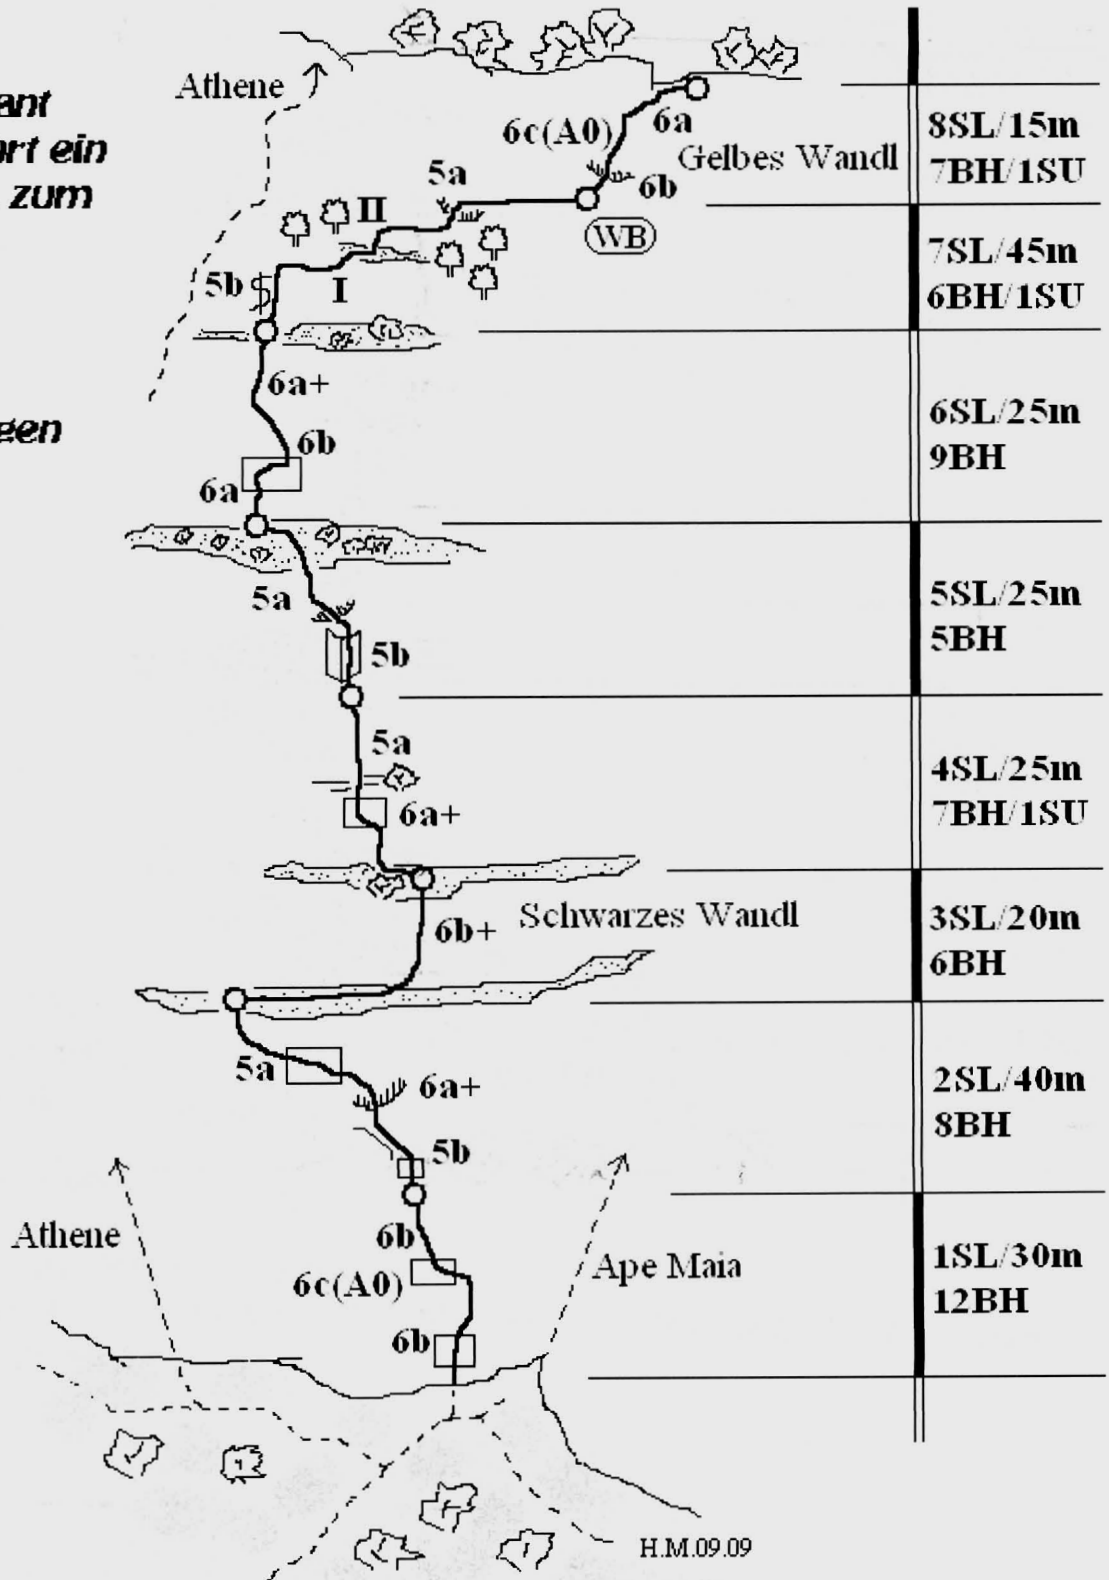 Athene
ant
6a
6c(A0)
8SL/15m
rt ein
Gelbes Wandl
7BH/1SU
5a
6b
zum
II
WB
7SL/45m
5b
I
6BH/1SU
6a+
6SL/25m
gen
6b
9BH
6a
5a
5SL/25m
5b
5BH
5a
4SL/25m
6a+
7BH/1SU
Schwarzes Wandl
3SL/20m
6b+
6BH
5a
6a+
2SL/40m
8BH
5b
Athene
6b
Ape Maia
1SL/30m
6c(A0)
12BH
6b
H.M.09.09